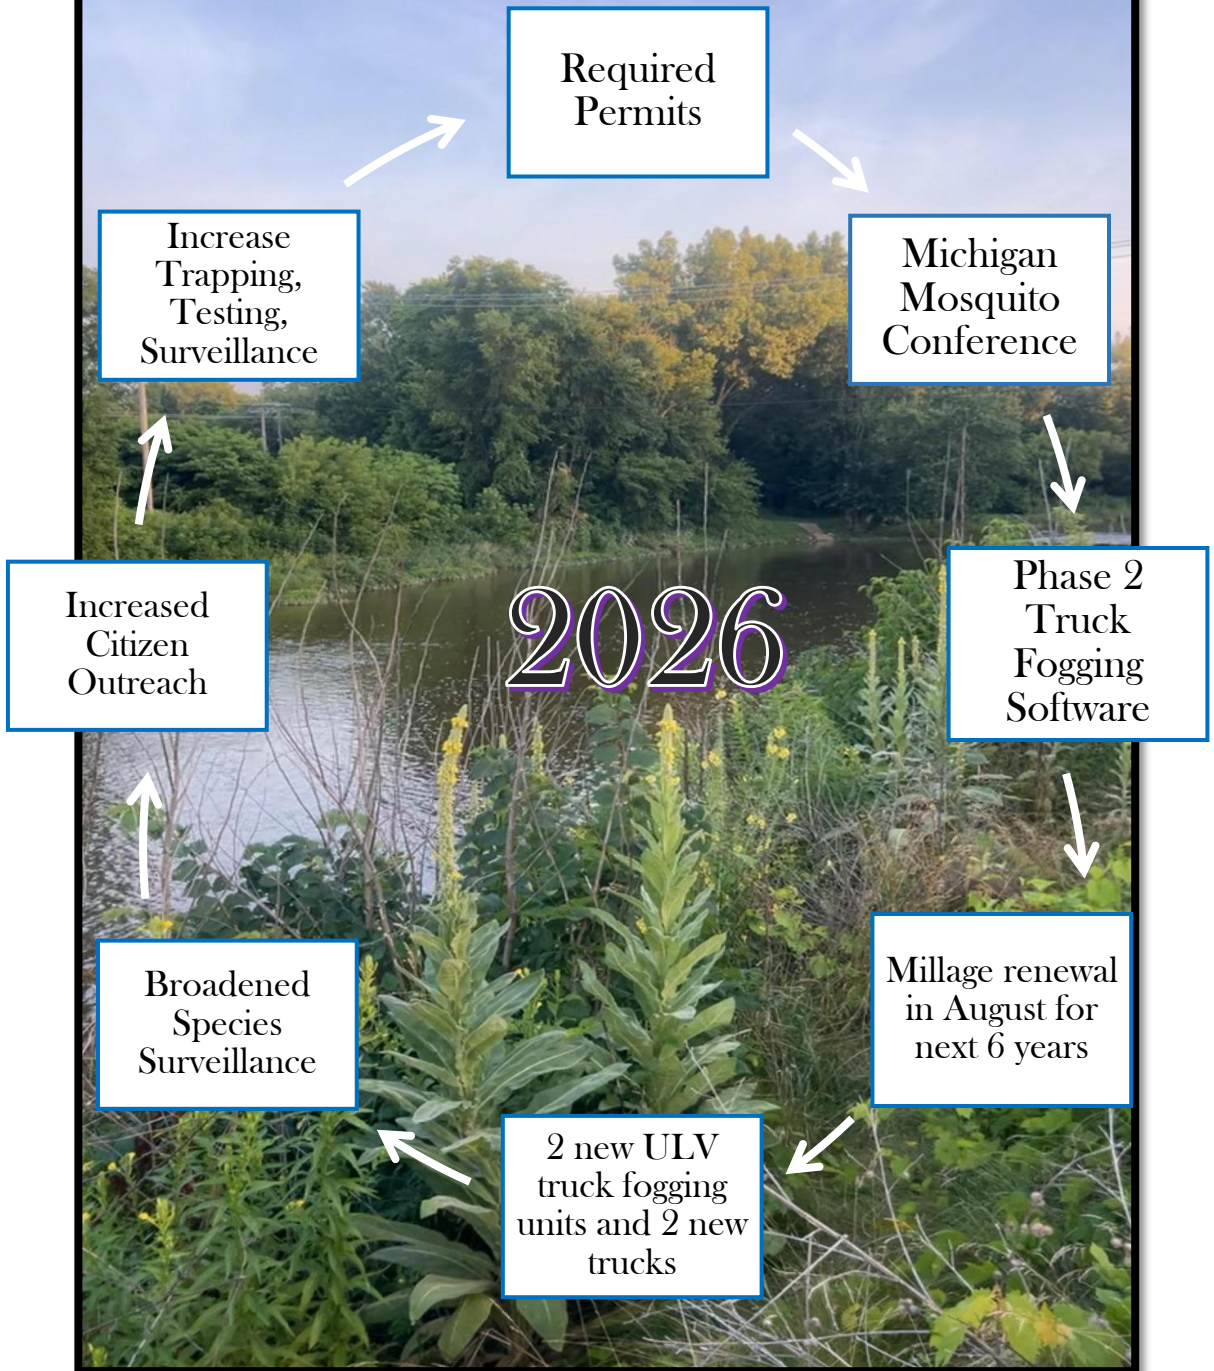 Required
Permits
Michigan
Mosquito
Conference
Phase 2
Truck
Fogging
Software
Millage renewal
in August for
next 6 years
2 new ULV
truck fogging
units and 2 new
trucks
Broadened
Species
Surveillance
Increased
Citizen
Outreach
Increase
Trapping,
Testing,
Surveillance
2026